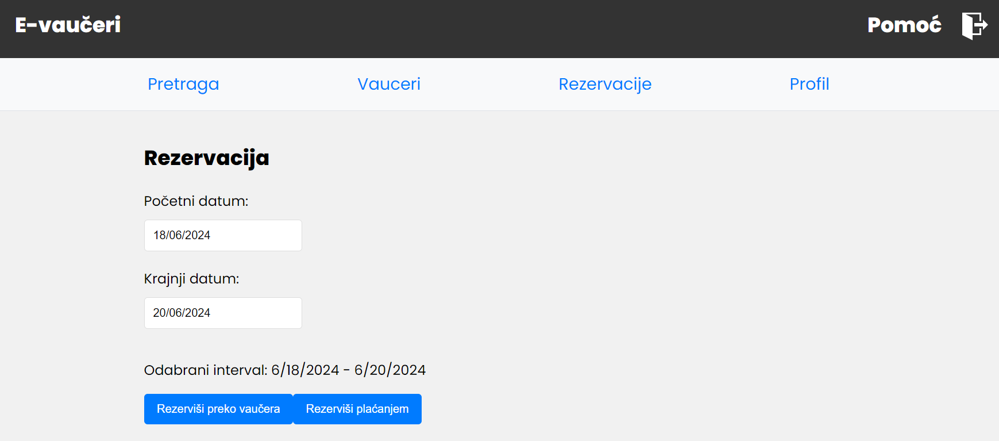 E-vaučeri Pomoć
Pretraga Vauceri Rezervacije Profil
Rezervacija
Početni datum:
18/06/2024
Krajnji datum:
20/06/2024
Odabrani interval: 6/18/2024 - 6/20/2024
Rezerviši preko vaučera Rezerviši plaćanjem